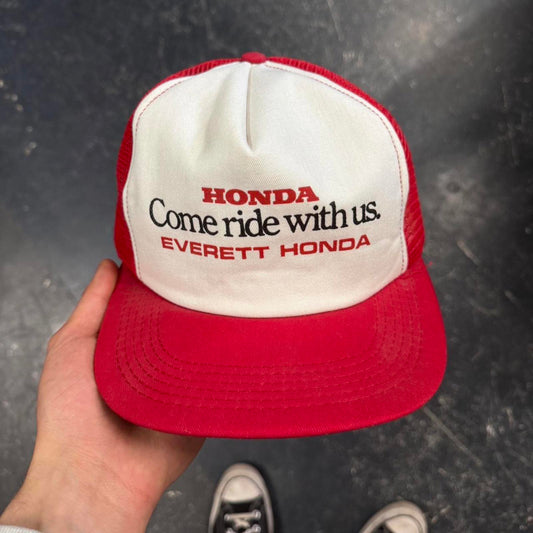 HONDA
Come ride with us.
EVERETT HONDA